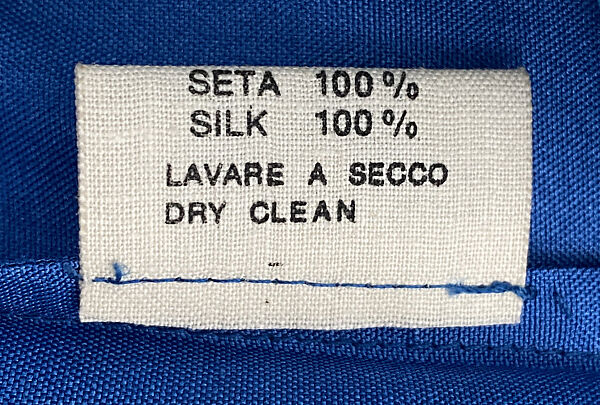 SETA 100%
SILK 100%
LAVARE A SECCO
DRY CLEAN